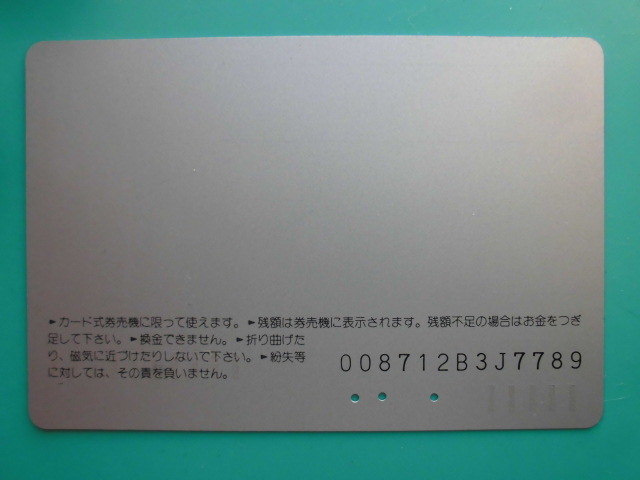 ►カード式券売機に限って使えます。►残額は券売機に表示されます。残額不足の場合はお金をつぎ
足して下さい。►換金できません。►折り曲げた
り、磁気に近づけたりしないで下さい。►紛失等
に対しては、その責を負いません。
008712B3J7789